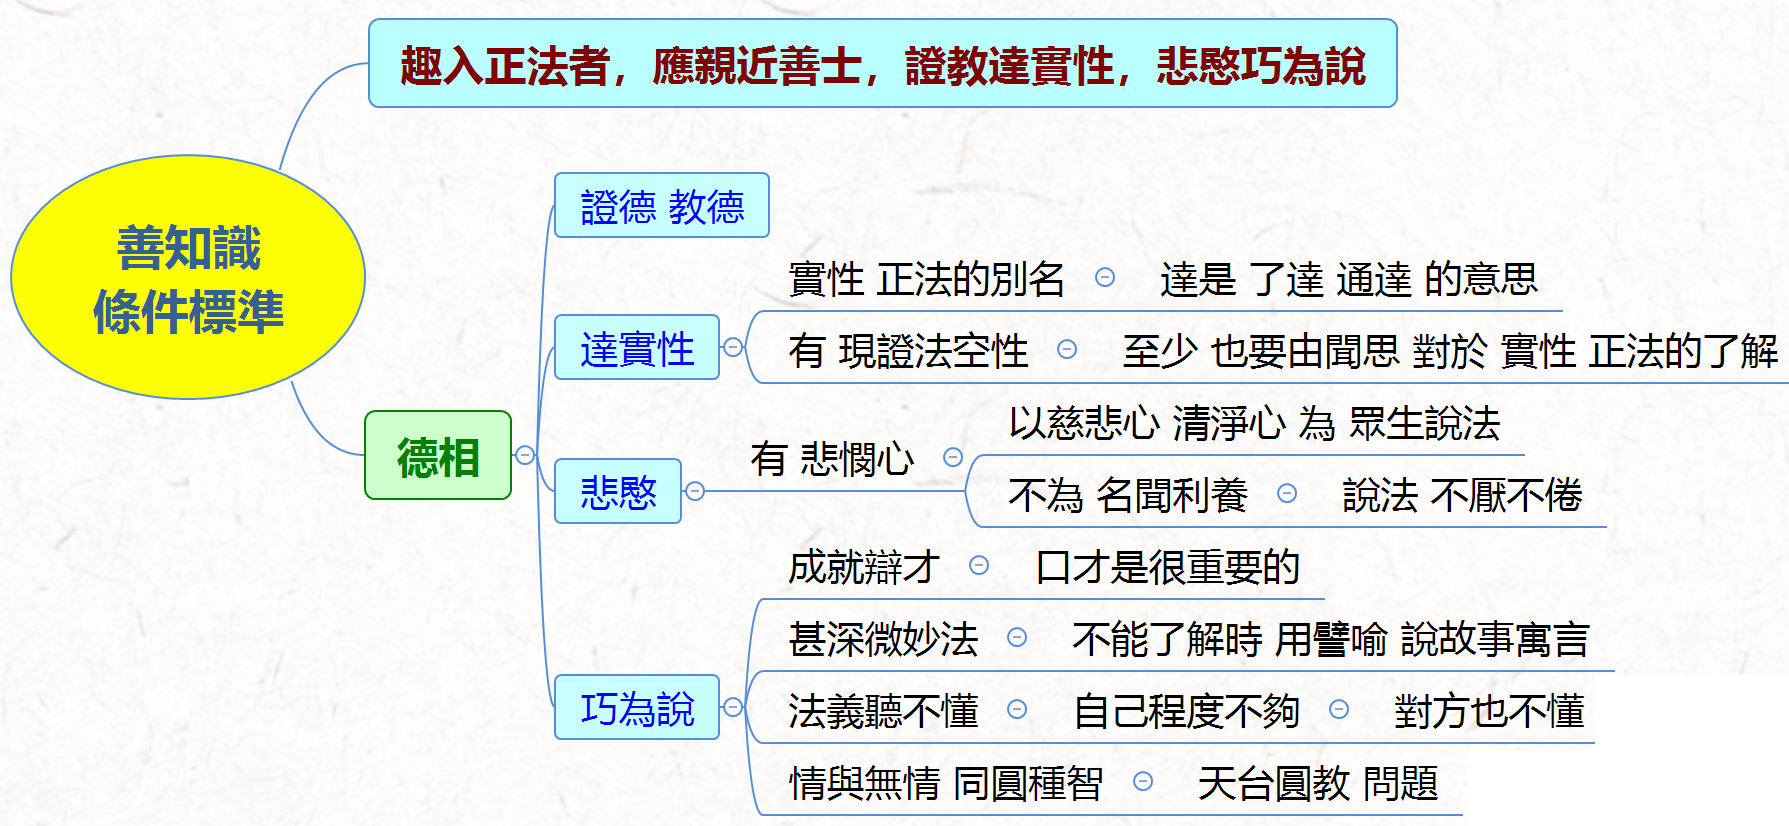 趣入正法者，應親近善士，證教達實性，悲愍巧為說
善知識
條件標準
德相
證德 教德
達實性
實性 正法的別名
達是 了達 通達 的意思
有 現證法空性
至少 也要由聞思 對於 實性 正法的了解
悲愍
有 悲憫心
以慈悲心 清淨心 為 眾生說法
不為 名聞利養
說法 不厭不倦
巧為說
成就辯才
口才是很重要的
甚深微妙法
不能了解時 用譬喻 說故事寓言
法義聽不懂
自己程度不夠
對方也不懂
情與無情 同圓種智
天台圓教 問題